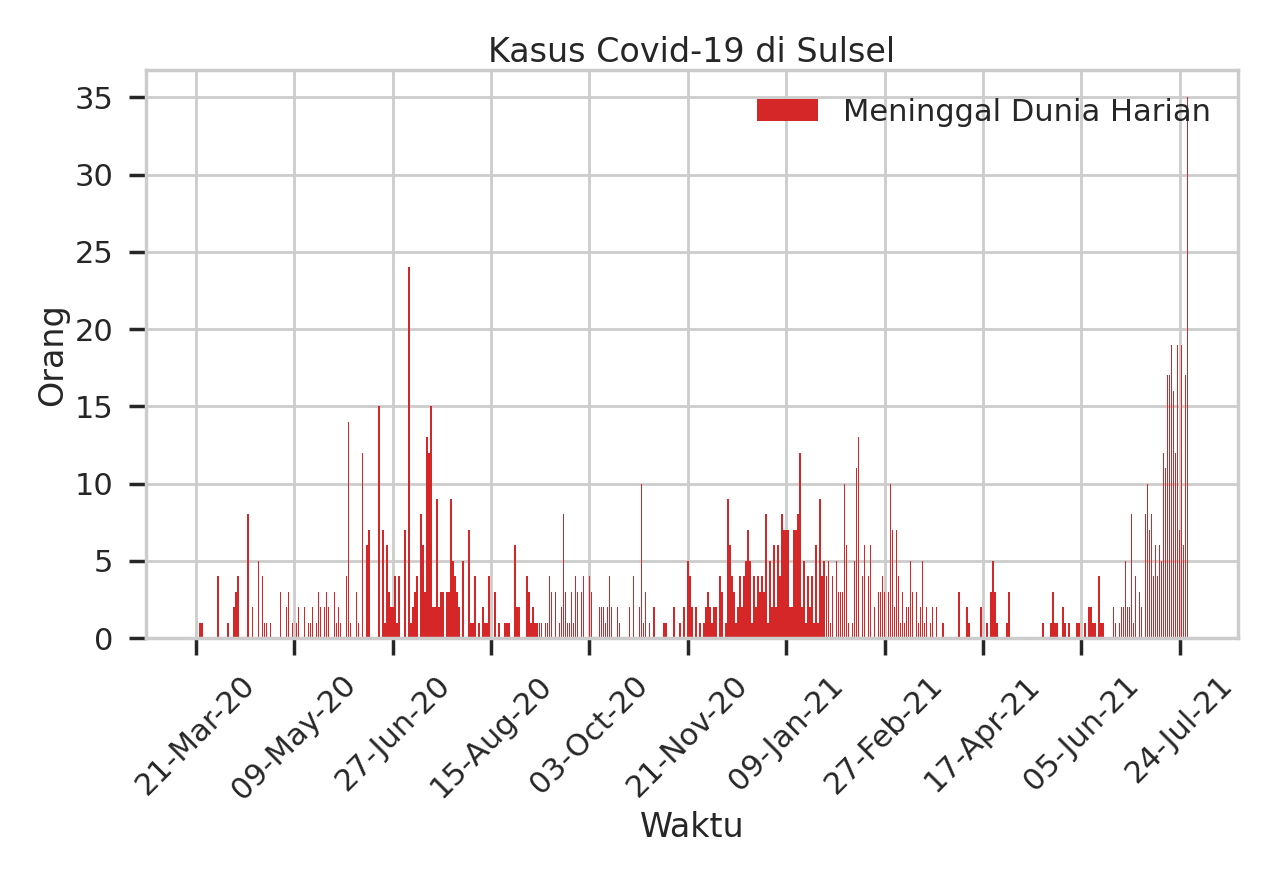 Kasus Covid-19 di Sulsel
Meninggal Dunia Harian
Orang
35
30
25
20
15
10
5
0
21-Mar-20
09-May-20
27-Jun-20
15-Aug-20
03-Oct-20
21-Nov-20
09-Jan-21
27-Feb-21
17-Apr-21
05-Jun-21
24-Jul-21
Waktu